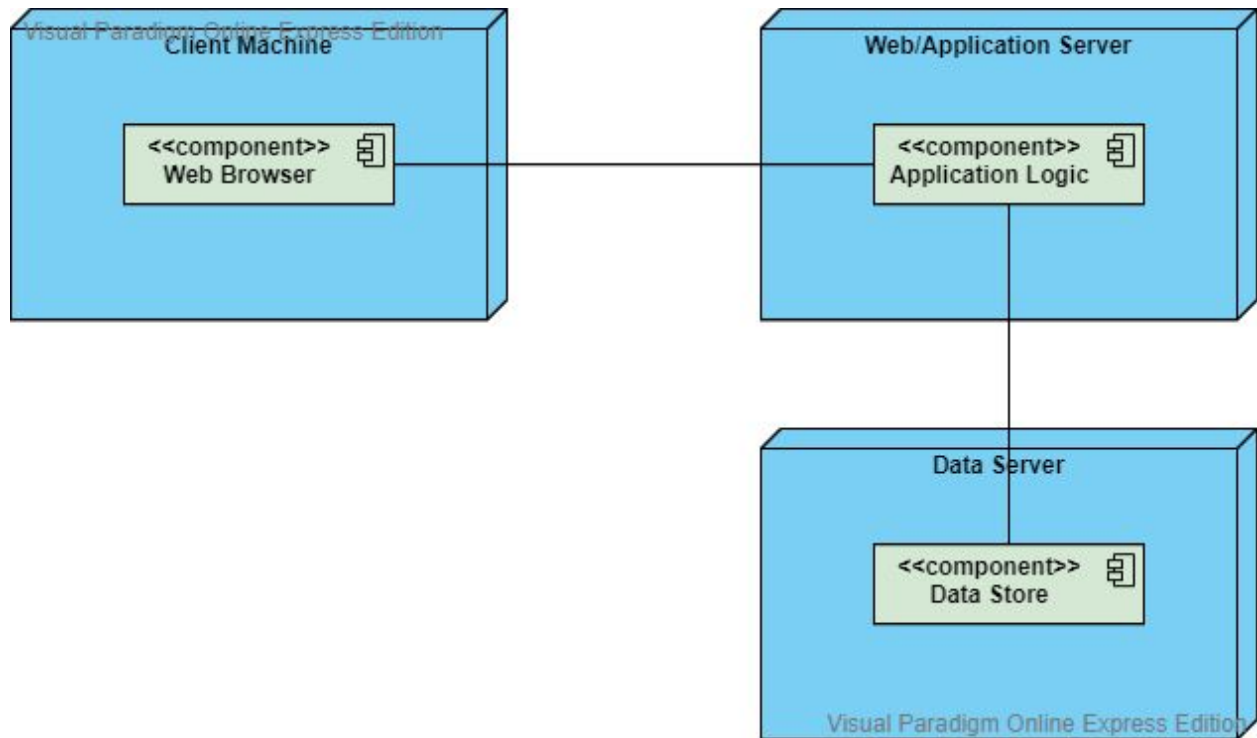 Visual Paradigm Online Express Edition
Client Machine
<<component>>
Web Browser
Web/Application Server
<<component>>
Application Logic
Data Server
<<component>>
Data Store
Visual Paradigm Online Express Edition